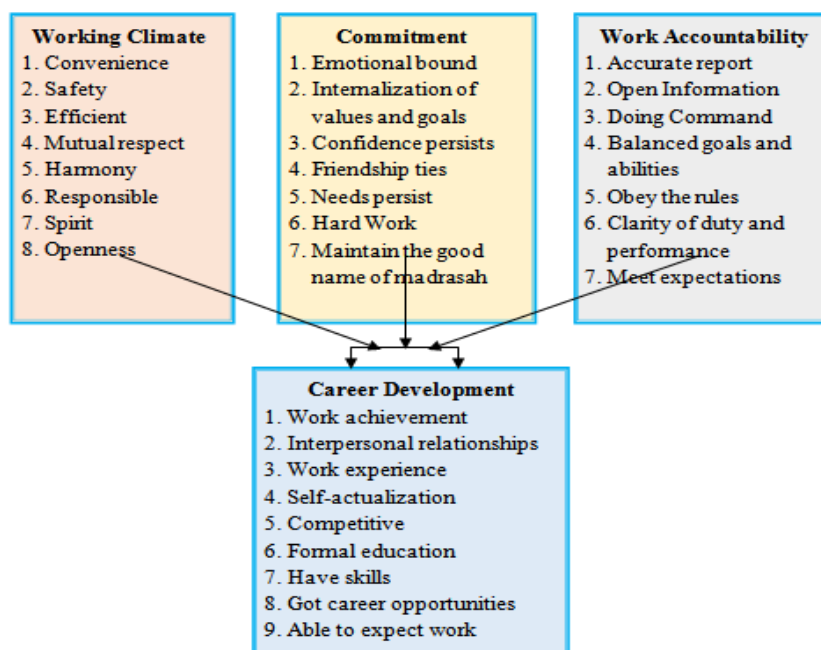 Working Climate
1. Convenience
2. Safety
3. Efficient
4. Mutual respect
5. Harmony
6. Responsible
7. Spirit
8. Openness
Commitment
1. Emotional bound
2. Internalization of
values and goals
3. Confidence persists
4. Friendship ties
5. Needs persist
6. Hard Work
7. Maintain the good
name of madrasah
Work Accountability
1. Accurate report
2. Open Information
3. Doing Command
4. Balanced goals and
abilities
5. Obey the rules
6. Clarity of duty and
performance
7. Meet expectations
Career Development
1. Work achievement
2. Interpersonal relationships
3. Work experience
4. Self-actualization
5. Competitive
6. Formal education
7. Have skills
8. Got career opportunities
9. Able to expect work